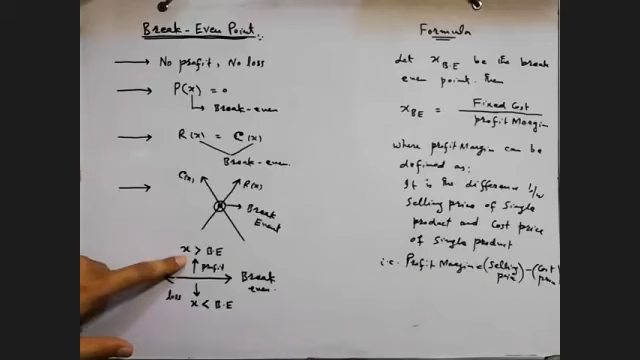 Break-Even Point.
No profit, No loss
P(x) = 0
Break-even
R(x) = C(x)
Break-even.
C(x) R(x)
Break
Event
x > B.E
profit
Break
even.
loss
x < B.E
Formula
Let x B.E be the break
even point. Then
x BE = Fixed Cost
profit Margin
where profit Margin can be
defined as:
It is the difference b/w
Selling price of Single
product and Cost price
of Single product
i.e. Profit Margin = (Selling price) - (Cost price